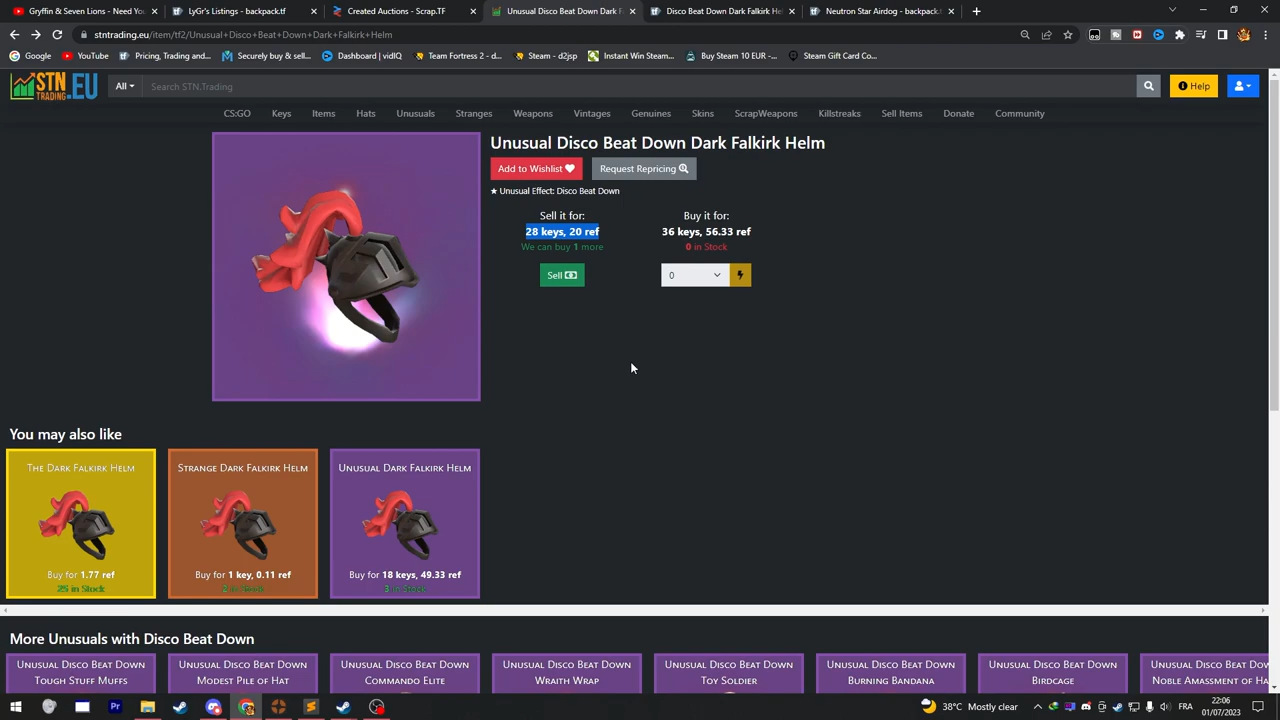 Gryffin & Seven Lions - Need You
LyGr's Listings - backpack.tf
Created Auctions - Scrap.TF
Unusual Disco Beat Down Dark F
Disco Beat Down Dark Falkirk He
Neutron Star Airdog - backpack.t
stntrading.eu/item/tf2/Unusual+Disco+Beat+Down+Dark+Falkirk+Helm
Google
YouTube
Pricing, Trading and...
Securely buy & sell...
Dashboard | vidIQ
Team Fortress 2 - d...
Steam - d2jsp
Instant Win Steam...
Buy Steam 10 EUR -...
Steam Gift Card Co...
STN TRADING .EU
All
Search STN.Trading
Help
CS:GO Keys Items Hats Unusuals Stranges Weapons Vintages Genuines Skins ScrapWeapons Killstreaks Sell Items Donate Community
Unusual Disco Beat Down Dark Falkirk Helm
Add to Wishlist
Request Repricing
★ Unusual Effect: Disco Beat Down
Sell it for:
28 keys, 20 ref
We can buy 1 more
Sell
Buy it for:
36 keys, 56.33 ref
0 in Stock
0
You may also like
The Dark Falkirk Helm
Buy for 1.77 ref
25 in Stock
Strange Dark Falkirk Helm
Buy for 1 key, 0.11 ref
2 in Stock
Unusual Dark Falkirk Helm
Buy for 18 keys, 49.33 ref
3 in Stock
More Unusuals with Disco Beat Down
Unusual Disco Beat Down
Tough Stuff Muffs
Unusual Disco Beat Down
Modest Pile of Hat
Unusual Disco Beat Down
Commando Elite
Unusual Disco Beat Down
Wraith Wrap
Unusual Disco Beat Down
Toy Soldier
Unusual Disco Beat Down
Burning Bandana
Unusual Disco Beat Down
Birdcage
Unusual Disco Beat Dow
Noble Amassment of Ha
38°C Mostly clear
FRA
22:06
01/07/2023